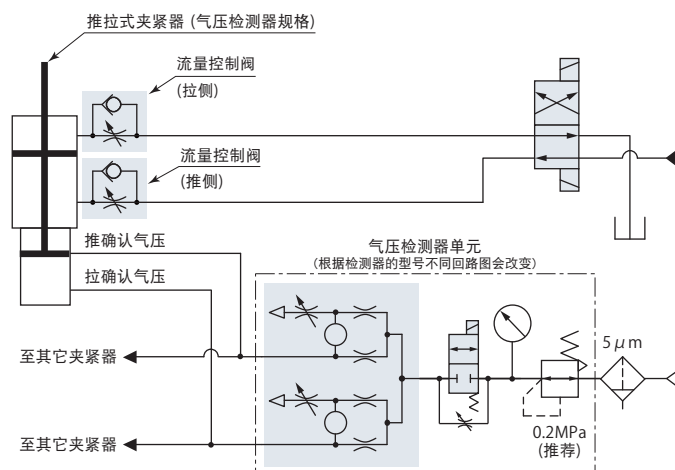 推拉式夹紧器 (气压检测器规格)
流量控制阀
(拉侧)
流量控制阀
(推侧)
推确认气压
拉确认气压
气压检测器单元
(根据检测器的型号不同回路图会改变)
至其它夹紧器
5μm
0.2MPa
(推荐)
至其它夹紧器